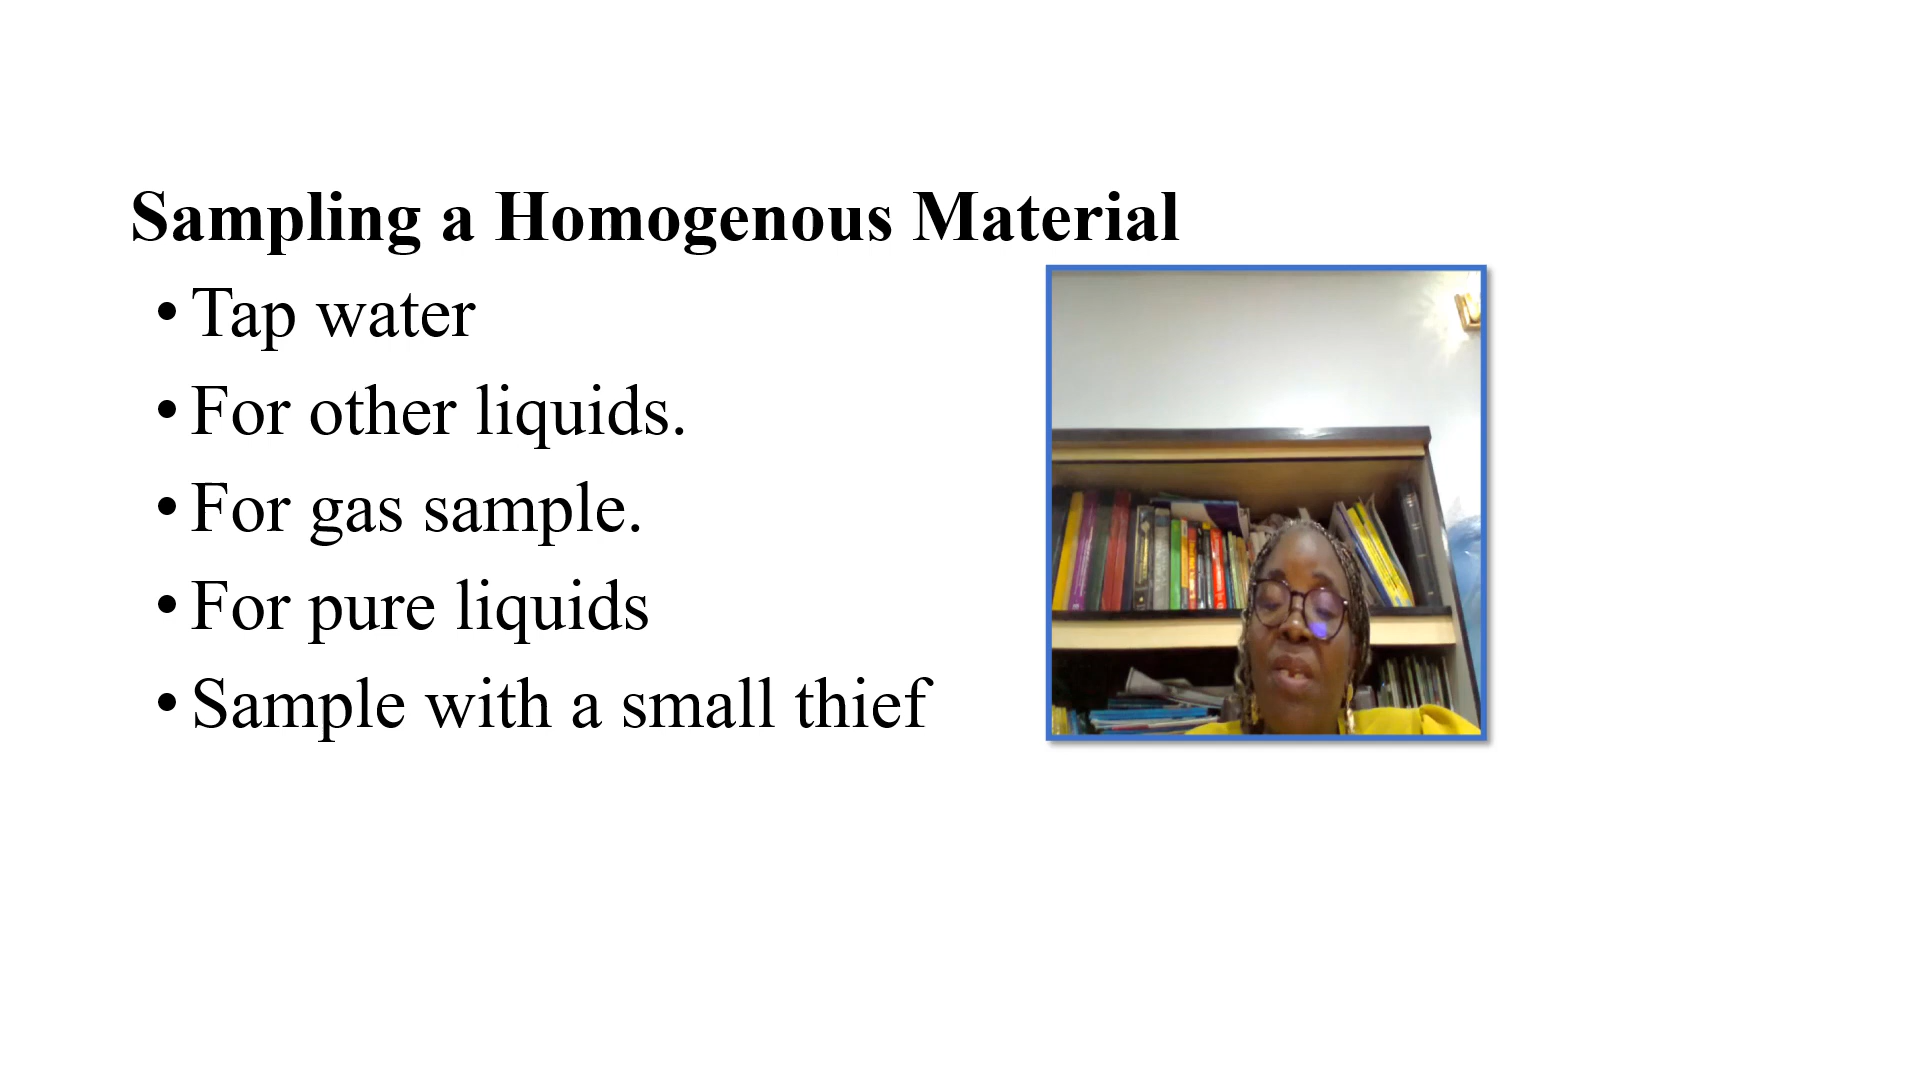 Sampling a Homogenous Material
• Tap water
• For other liquids.
• For gas sample.
• For pure liquids
• Sample with a small thief